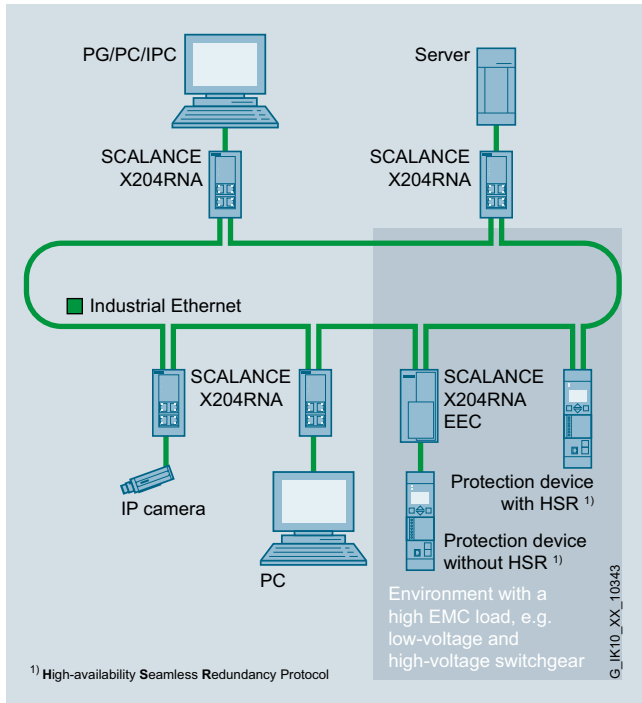 PG/PC/IPC
Server
SCALANCE
X204RNA
SCALANCE
X204RNA
Industrial Ethernet
SCALANCE
X204RNA
SCALANCE
X204RNA
EEC
IP camera
PC
Protection device
with HSR 1)
Protection device
without HSR 1)
Environment with a
high EMC load, e.g.
low-voltage and
high-voltage switchgear
1) High-availability Seamless Redundancy Protocol
G_IK10_XX_10343